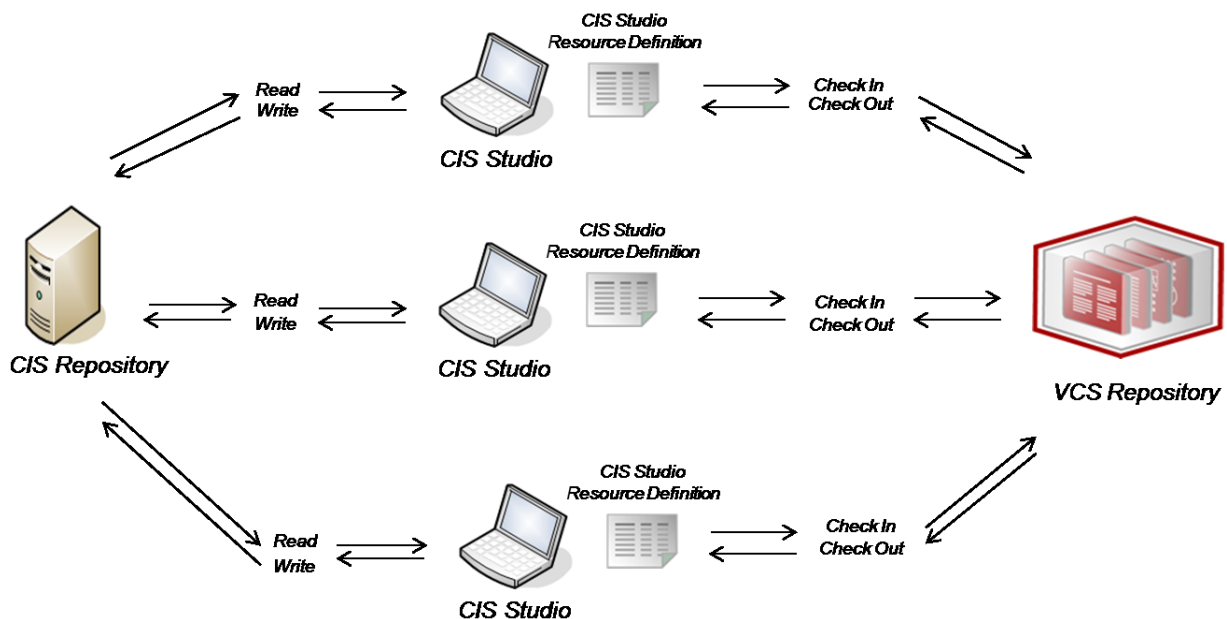 CIS Studio
Resource Definition
Read
Write
Check In
Check Out
CIS Studio
CIS Studio
Resource Definition
Read
Write
Check In
Check Out
CIS Studio
CIS Repository
VCS Repository
CIS Studio
Resource Definition
Read
Write
Check In
Check Out
CIS Studio